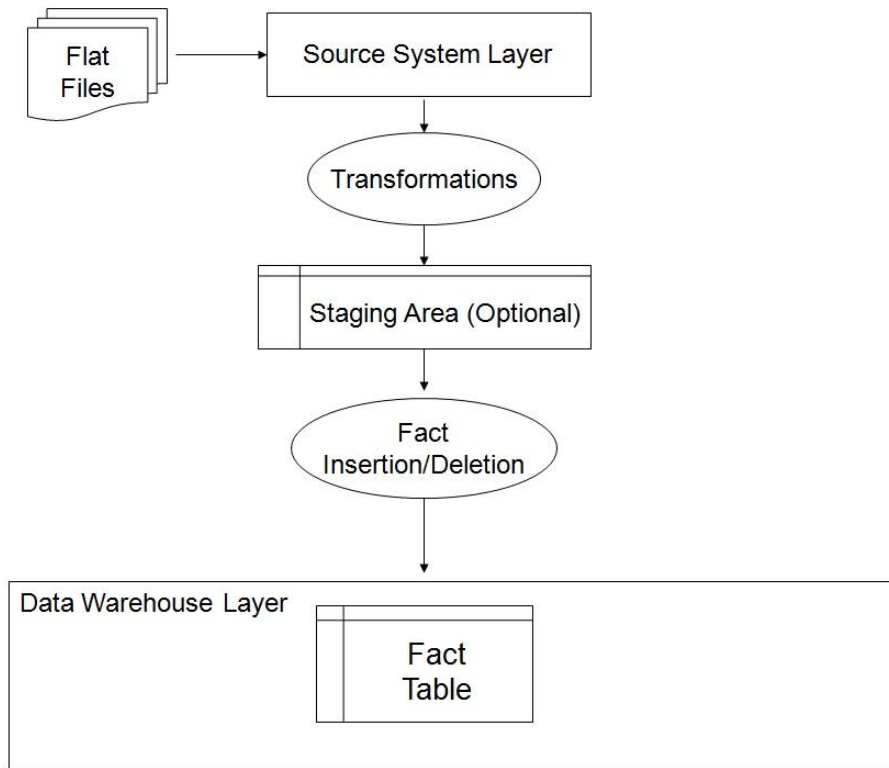 Flat
Files
Source System Layer
Transformations
Staging Area (Optional)
Fact
Insertion/Deletion
Data Warehouse Layer
Fact
Table